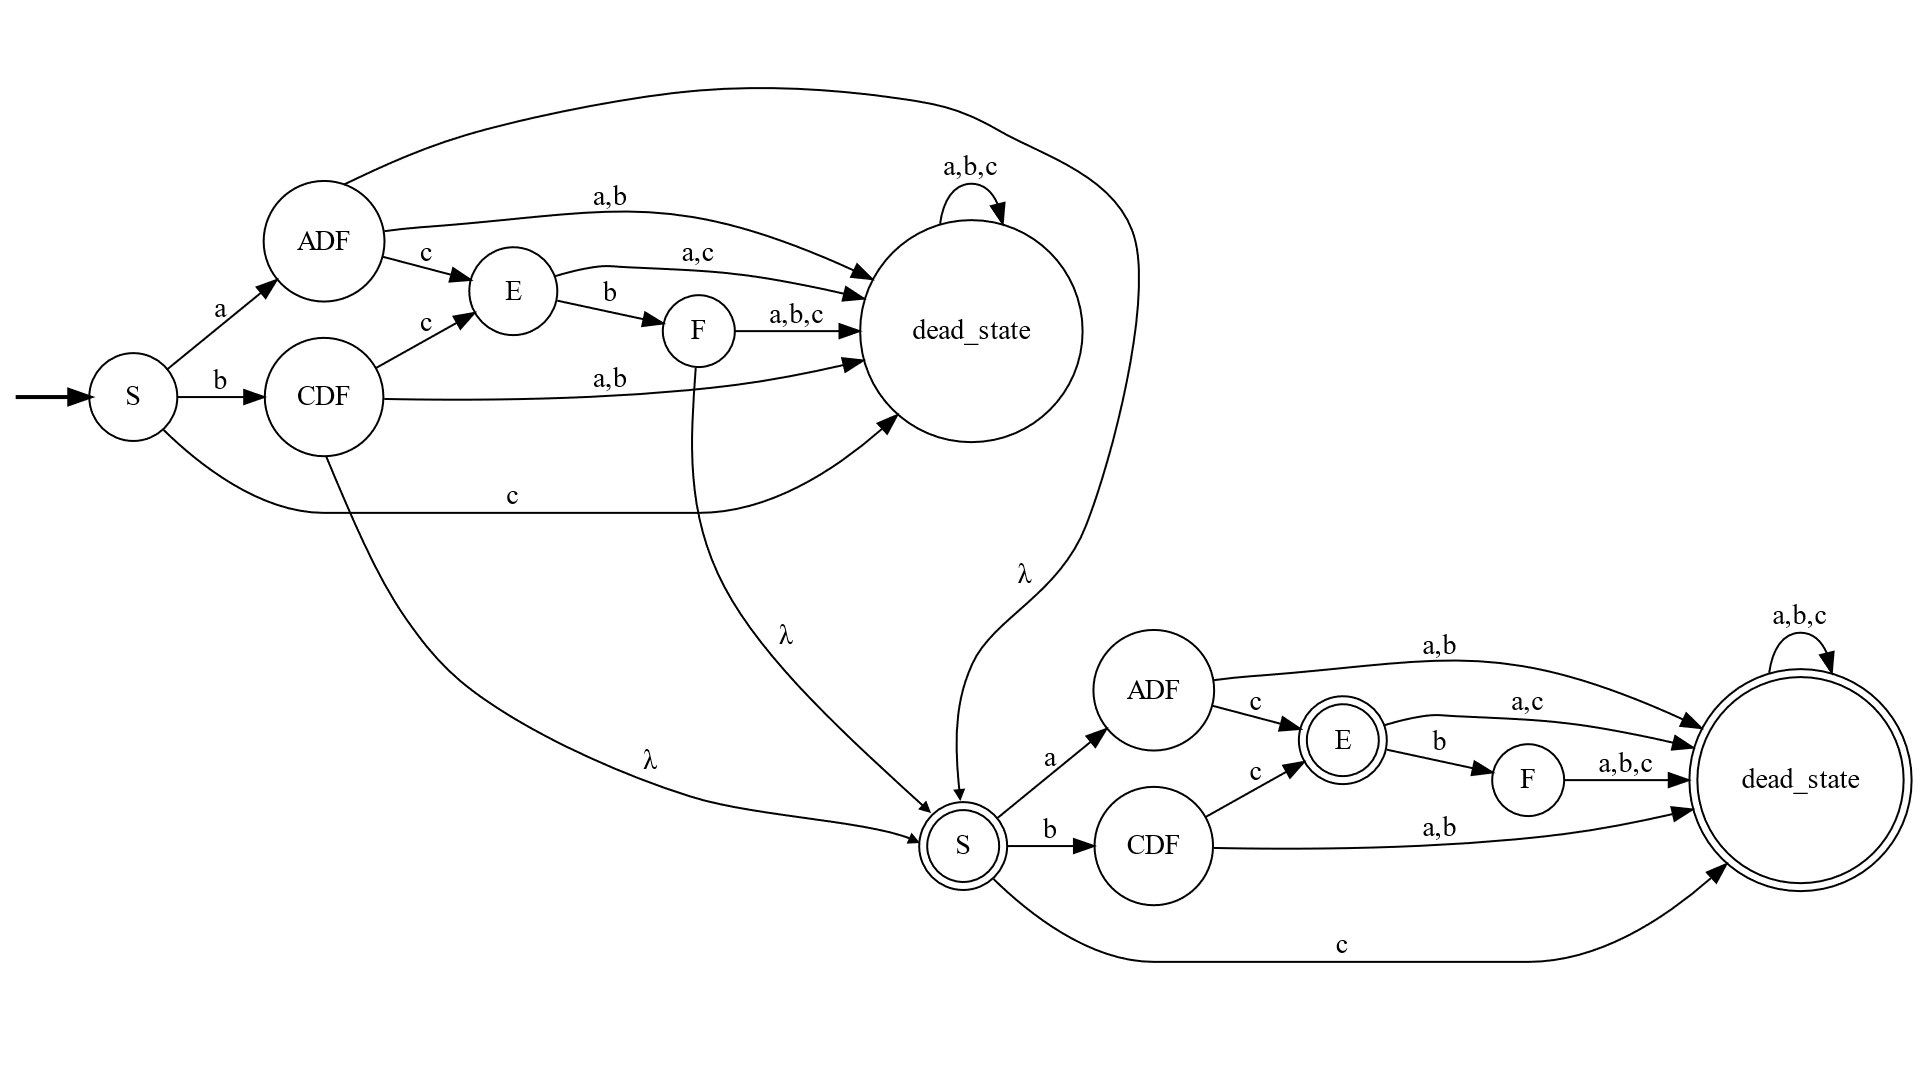 a,b,c
a,b
ADF
c
a,c
E
b
a
F
a,b,c
dead_state
c
b
a,b
S
CDF
c
λ
λ
a,b,c
a,b
ADF
c
a,c
E
b
a
λ
F
a,b,c
dead_state
c
b
a,b
S
CDF
c